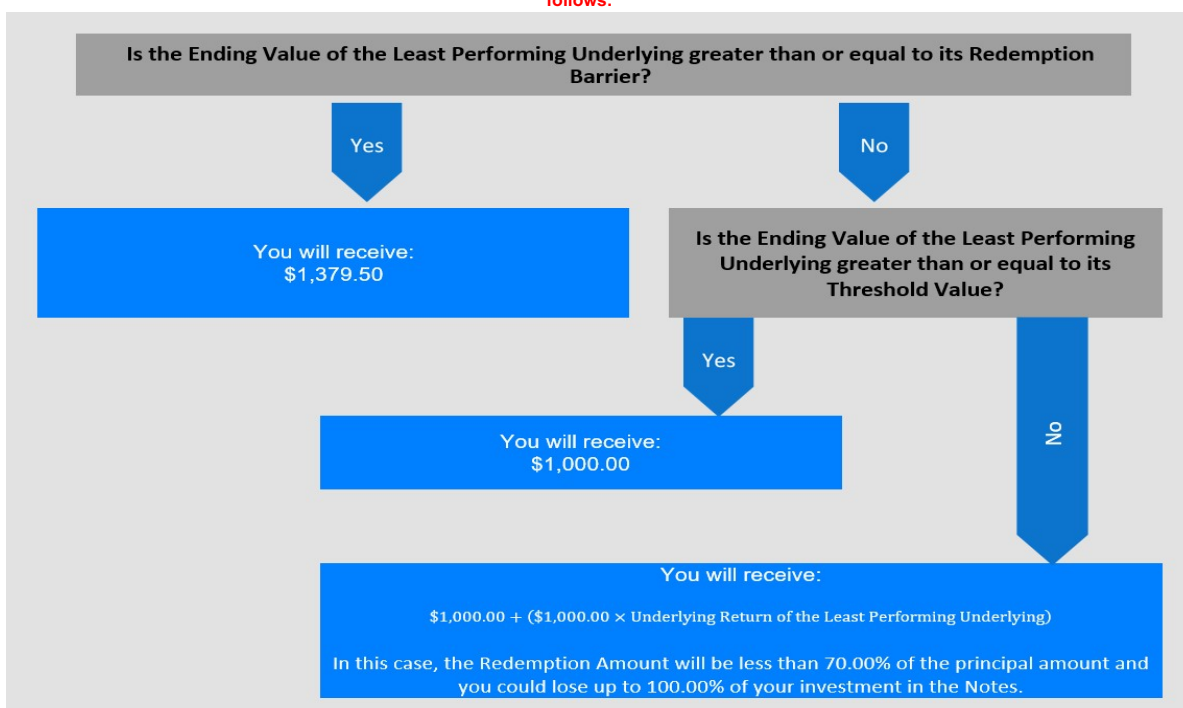 follows:
Is the Ending Value of the Least Performing Underlying greater than or equal to its Redemption
Barrier?
Yes
No
You will receive:
$1,379.50
Is the Ending Value of the Least Performing
Underlying greater than or equal to its
Threshold Value?
Yes
No
You will receive:
$1,000.00
You will receive:
$1,000.00 + ($1,000.00 × Underlying Return of the Least Performing Underlying)
In this case, the Redemption Amount will be less than 70.00% of the principal amount and
you could lose up to 100.00% of your investment in the Notes.